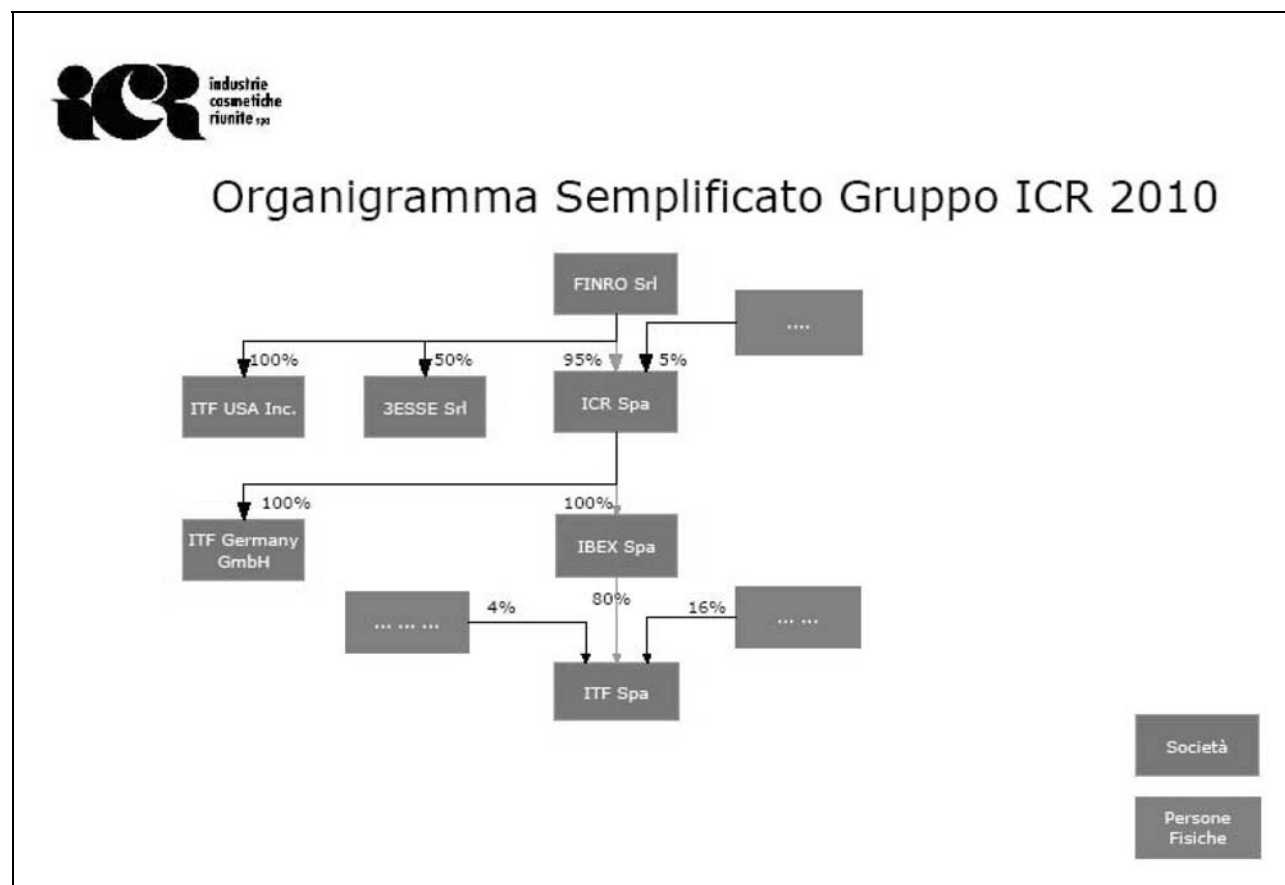 icr
industrie
cosmetiche
riunite spa
Organigramma Semplificato Gruppo ICR 2010
FINRO Srl
....
100%
50%
95%
5%
ITF USA Inc.
3ESSE Srl
ICR Spa
100%
100%
ITF Germany
GmbH
IBEX Spa
... ... ...
4%
80%
16%
... ...
ITF Spa
Società
Persone
Fisiche